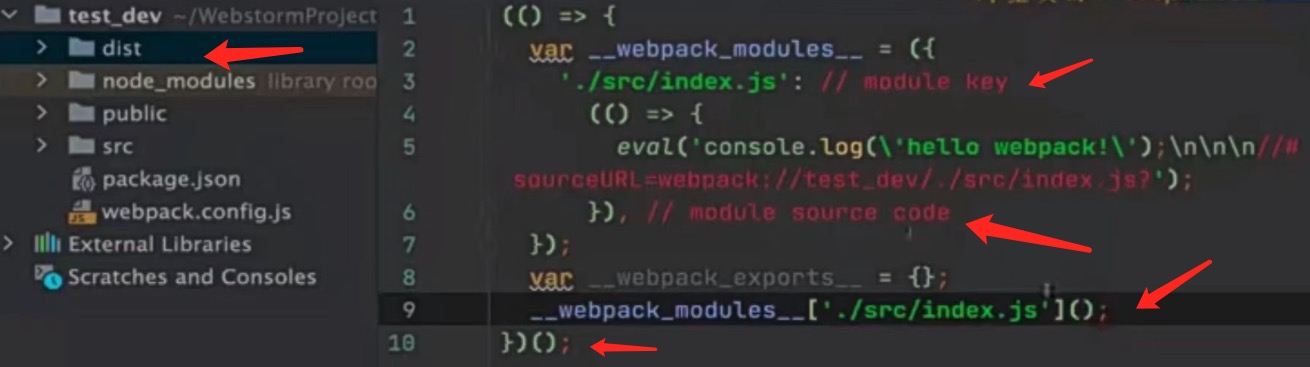 test_dev ~/WebstormProject
dist
node_modules library roo
public
src
package.json
webpack.config.js
External Libraries
Scratches and Consoles
1 (() => {
2 var __webpack_modules__ = ({
3 './src/index.js': // module key
4 (() => {
5 eval('console.log(\'hello webpack!\');\n\n\n//#
sourceURL=webpack://test_dev/./src/index.js?');
6 }), // module source code
7 });
8 var __webpack_exports__ = {};
9 __webpack_modules__['./src/index.js']();
10 })();